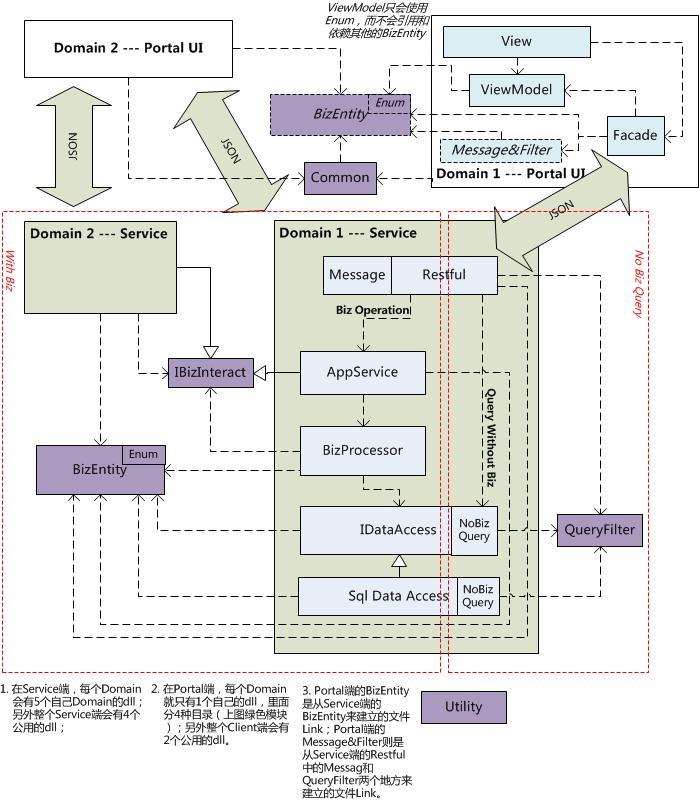 ViewModel只会使用
Enum，而不会引用和
依赖其他的BizEntity
Domain 2 --- Portal UI
View
ViewModel
Enum
BizEntity
Facade
Message&Filter
Domain 1 --- Portal UI
Common
JSON
JSON
JSON
With Biz
No Biz Query
Domain 2 --- Service
Domain 1 --- Service
Message
Restful
Biz Operation
IBizInteract
AppService
Query Without Biz
BizProcessor
Enum
BizEntity
IDataAccess
NoBiz
Query
QueryFilter
Sql Data Access
NoBiz
Query
1. 在Service端，每个Domain
会有5个自己Domain的dll；
另外整个Service端会有4个
公用的dll；
2. 在Portal端，每个Domain
就只有1个自己的dll，里面
分4种目录（上图绿色模块
）；另外整个Client端会有
2个公用的dll。
3. Portal端的BizEntity
是从Service端的
BizEntity来建立的文件
Link；Portal端的
Message&Filter则是
从Service端的Restful
中的Messag和
QueryFilter两个地方来
建立的文件Link。
Utility